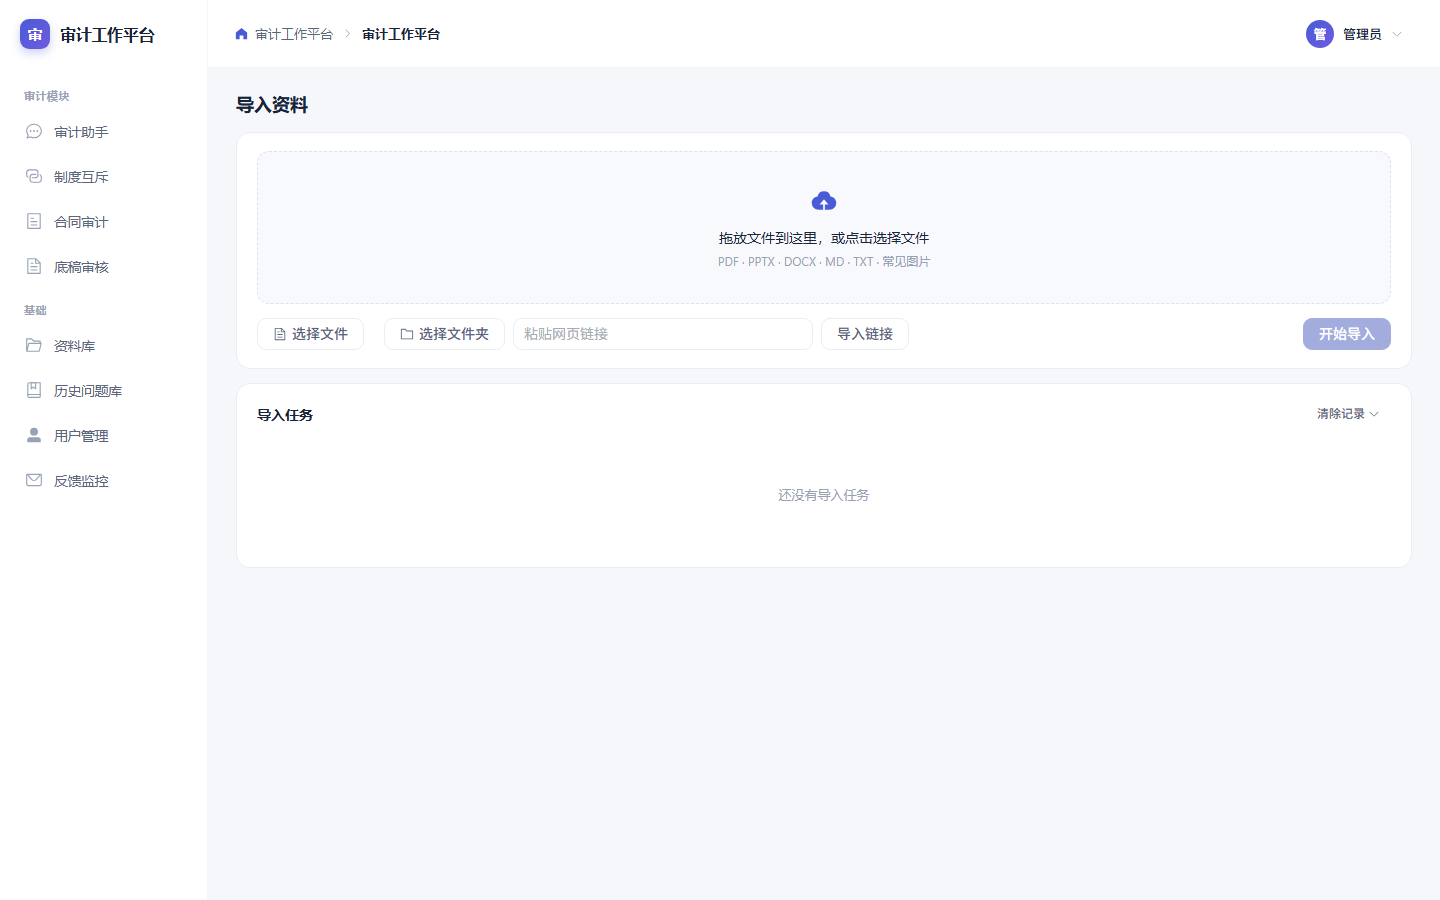 审 审计工作平台
审计工作平台 > 审计工作平台
管 管理员
审计模块
审计助手
制度互斥
合同审计
底稿审核
基础
资料库
历史问题库
用户管理
反馈监控
导入资料
拖放文件到这里，或点击选择文件
PDF · PPTX · DOCX · MD · TXT · 常见图片
选择文件 选择文件夹 粘贴网页链接 导入链接 开始导入
导入任务 清除记录
还没有导入任务